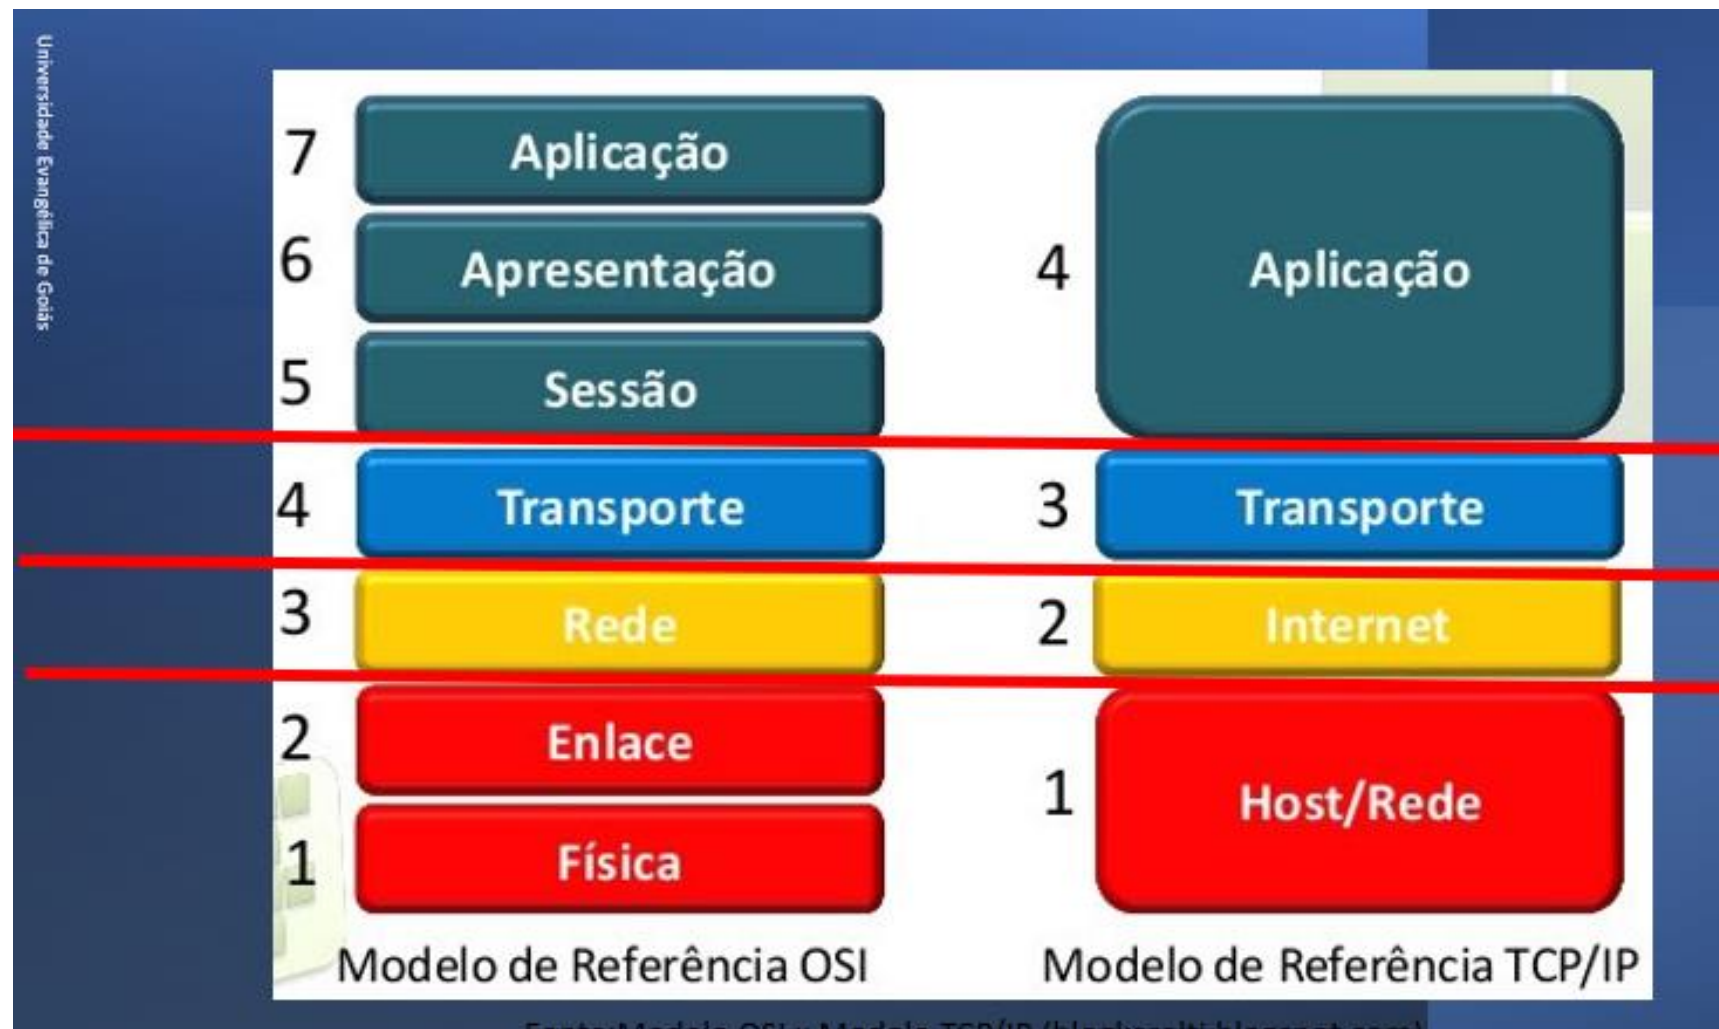 Universidade Evangélica de Goiás
7 Aplicação
6 Apresentação
5 Sessão
4 Transporte
3 Rede
2 Enlace
1 Física
Modelo de Referência OSI
4 Aplicação
3 Transporte
2 Internet
1 Host/Rede
Modelo de Referência TCP/IP